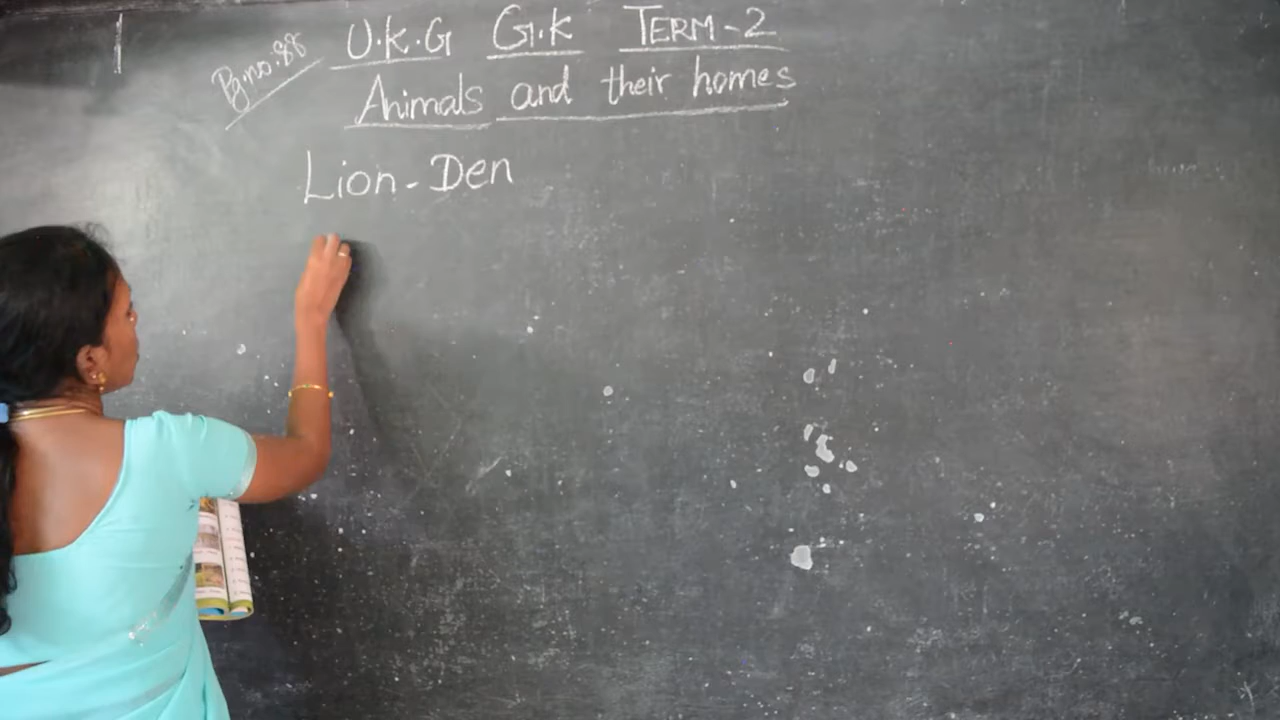 Pg.no:88 U.K.G G.K TERM-2
Animals and their homes
Lion-Den